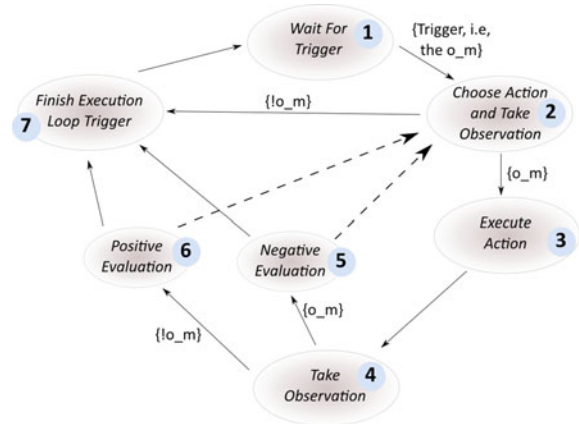 Wait For
Trigger
1
{Trigger, i.e,
the o_m}
Choose Action
and Take
Observation
2
{!o_m}
Finish Execution
Loop Trigger
7
{o_m}
Execute
Action
3
Positive
Evaluation
6
Negative
Evaluation
5
{!o_m}
{o_m}
Take
Observation
4